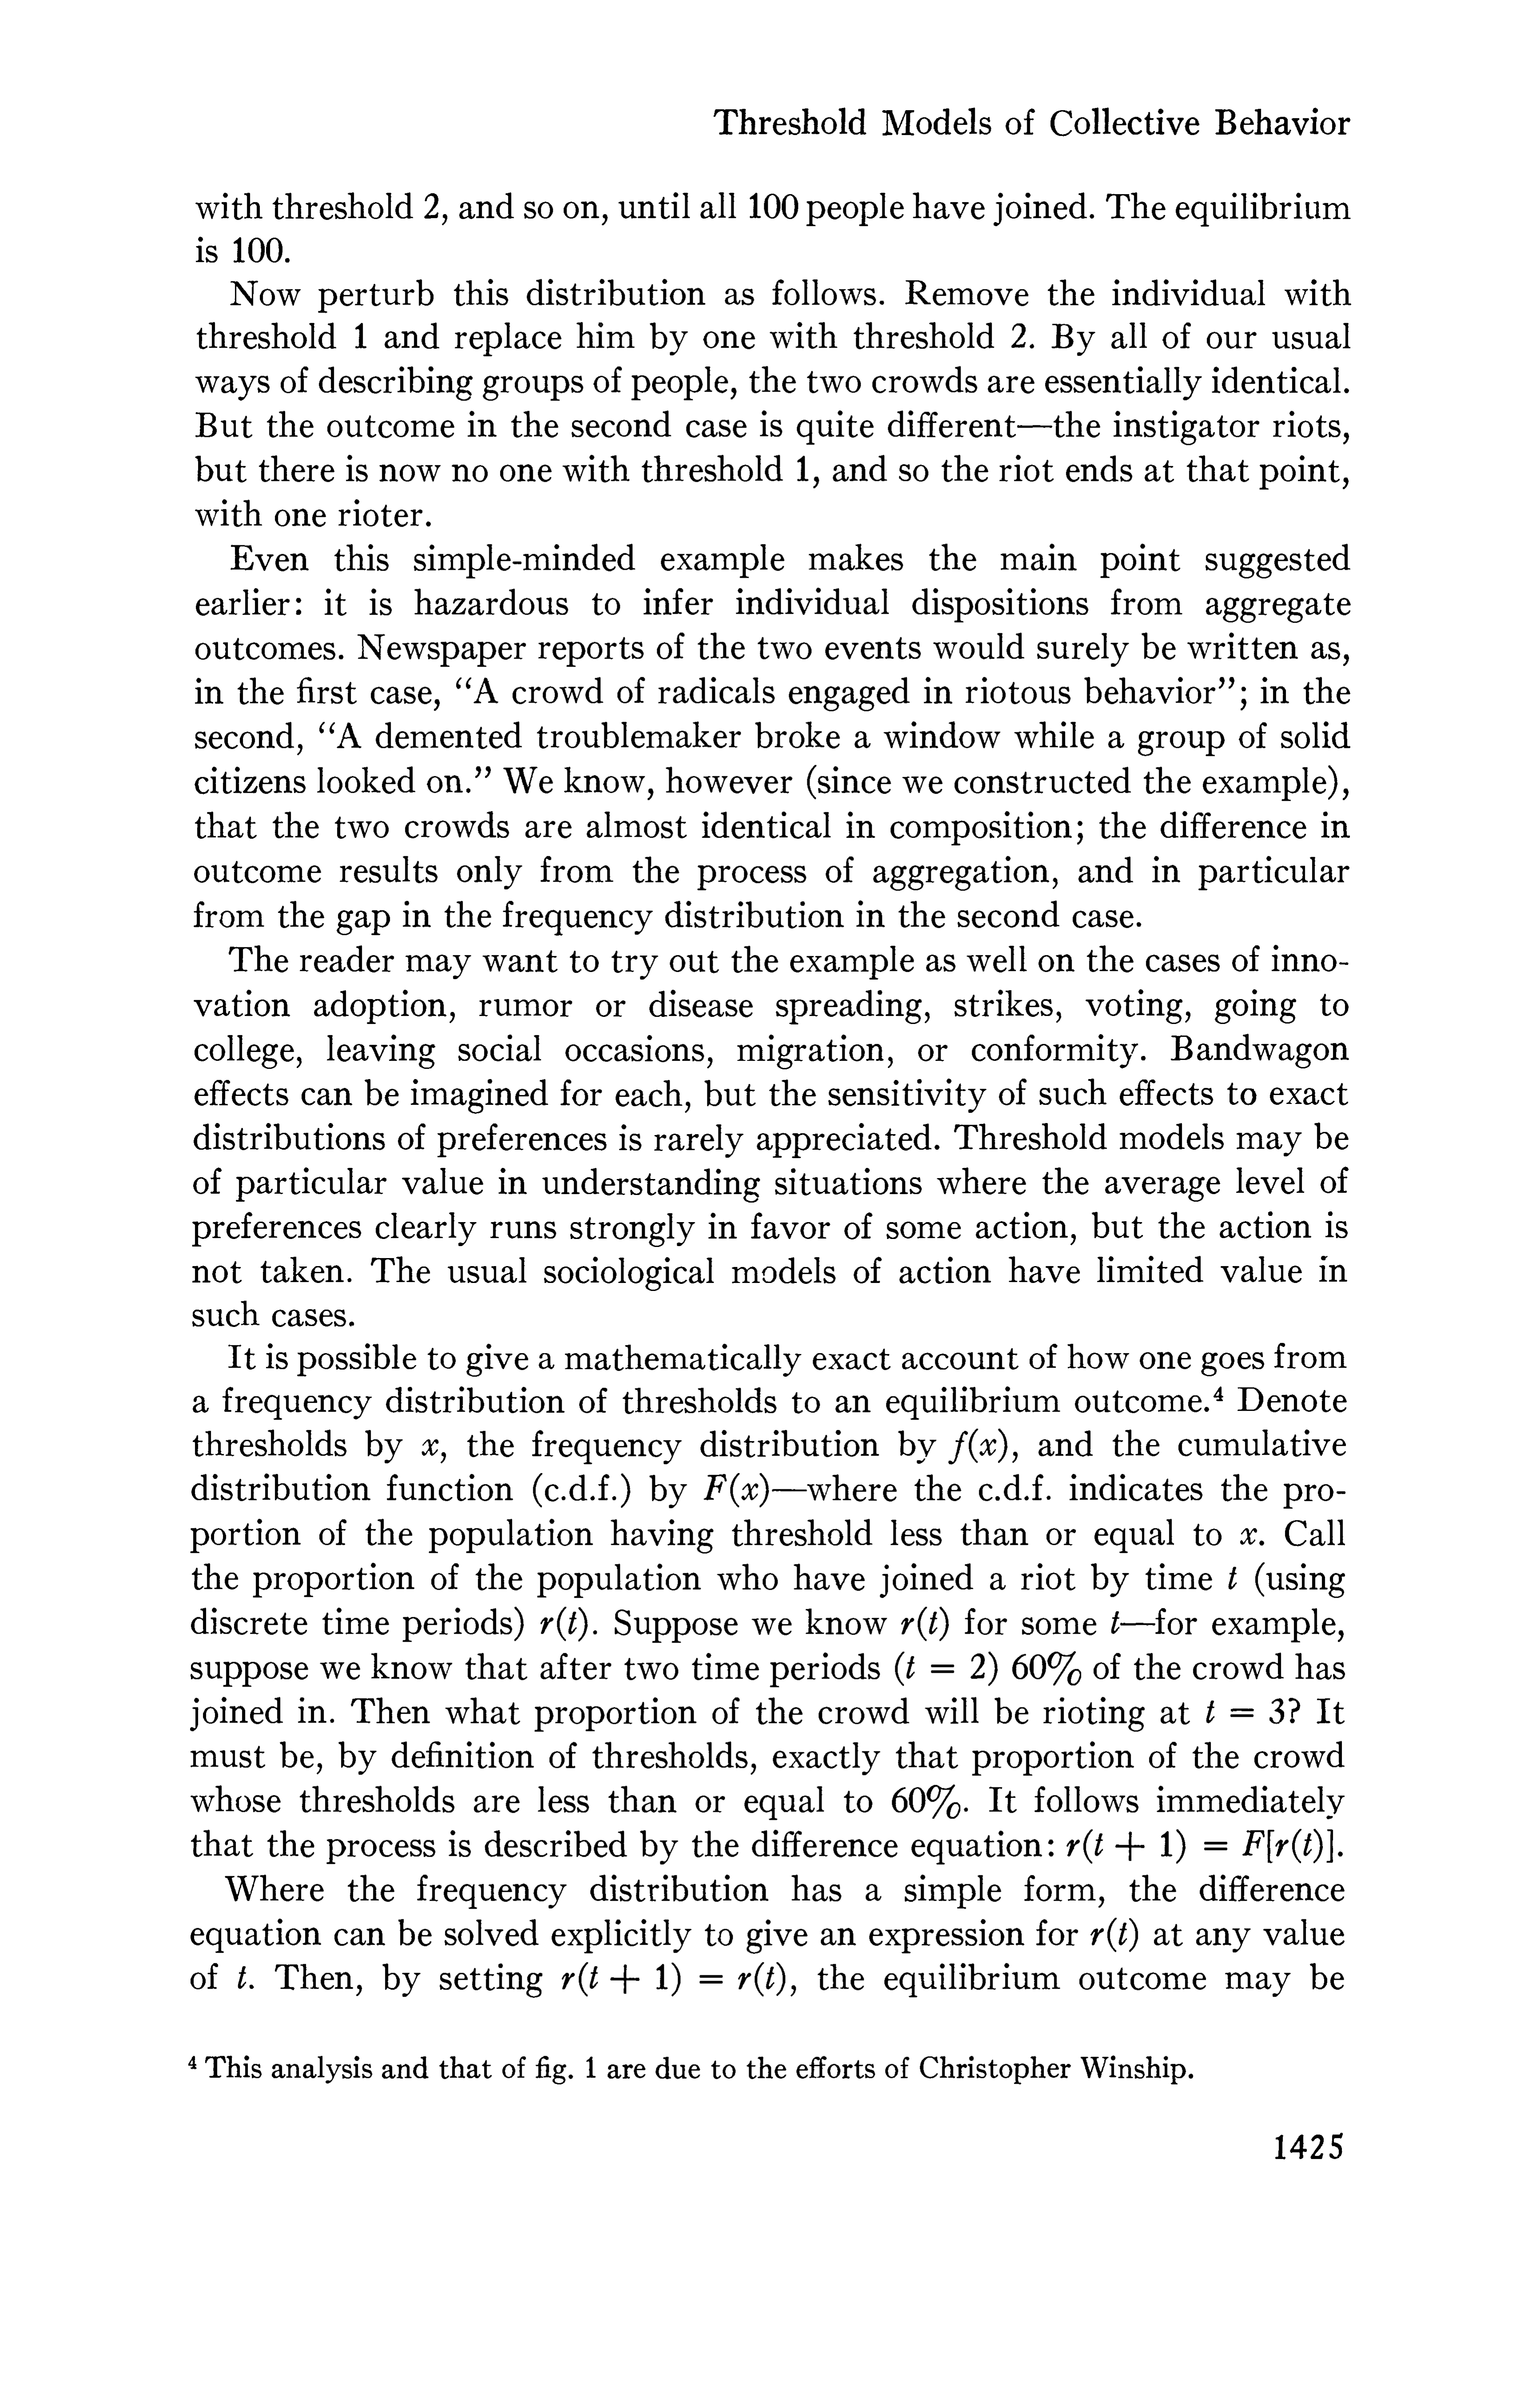 Threshold Models of Collective Behavior
with threshold 2, and so on, until all 100 people have joined. The equilibrium
is 100.
Now perturb this distribution as follows. Remove the individual with
threshold 1 and replace him by one with threshold 2. By all of our usual
ways of describing groups of people, the two crowds are essentially identical.
But the outcome in the second case is quite different—the instigator riots,
but there is now no one with threshold 1, and so the riot ends at that point,
with one rioter.
Even this simple-minded example makes the main point suggested
earlier: it is hazardous to infer individual dispositions from aggregate
outcomes. Newspaper reports of the two events would surely be written as,
in the first case, “A crowd of radicals engaged in riotous behavior”; in the
second, “A demented troublemaker broke a window while a group of solid
citizens looked on.” We know, however (since we constructed the example),
that the two crowds are almost identical in composition; the difference in
outcome results only from the process of aggregation, and in particular
from the gap in the frequency distribution in the second case.
The reader may want to try out the example as well on the cases of inno-
vation adoption, rumor or disease spreading, strikes, voting, going to
college, leaving social occasions, migration, or conformity. Bandwagon
effects can be imagined for each, but the sensitivity of such effects to exact
distributions of preferences is rarely appreciated. Threshold models may be
of particular value in understanding situations where the average level of
preferences clearly runs strongly in favor of some action, but the action is
not taken. The usual sociological models of action have limited value in
such cases.
It is possible to give a mathematically exact account of how one goes from
a frequency distribution of thresholds to an equilibrium outcome.⁴ Denote
thresholds by x, the frequency distribution by f(x), and the cumulative
distribution function (c.d.f.) by F(x)—where the c.d.f. indicates the pro-
portion of the population having threshold less than or equal to x. Call
the proportion of the population who have joined a riot by time t (using
discrete time periods) r(t). Suppose we know r(t) for some t—for example,
suppose we know that after two time periods (t = 2) 60% of the crowd has
joined in. Then what proportion of the crowd will be rioting at t = 3? It
must be, by definition of thresholds, exactly that proportion of the crowd
whose thresholds are less than or equal to 60%. It follows immediately
that the process is described by the difference equation: r(t + 1) = F[r(t)].
Where the frequency distribution has a simple form, the difference
equation can be solved explicitly to give an expression for r(t) at any value
of t. Then, by setting r(t + 1) = r(t), the equilibrium outcome may be
⁴ This analysis and that of fig. 1 are due to the efforts of Christopher Winship.
1425